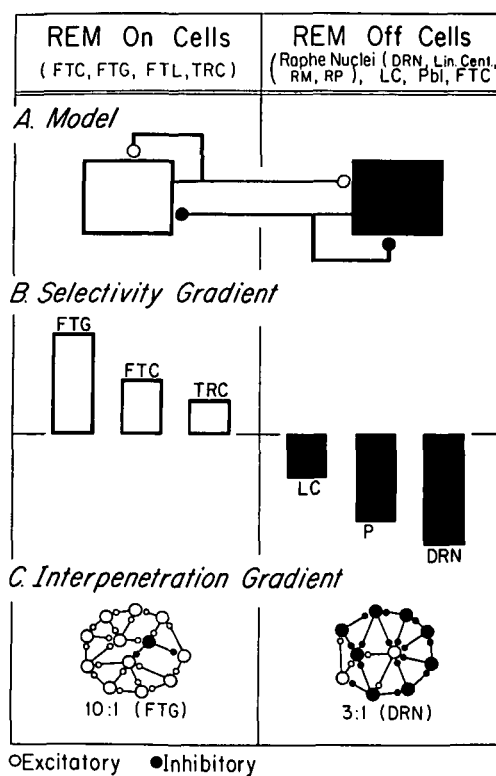 REM On Cells
(FTC, FTG, FTL, TRC)
REM Off Cells
(Raphe Nuclei (DRN, Lin. Cent.,
RM, RP), LC, Pbl, FTC)
A. Model
B. Selectivity Gradient
FTG
FTC
TRC
LC
P
DRN
C. Interpenetration Gradient
10:1 (FTG)
3:1 (DRN)
Excitatory
Inhibitory